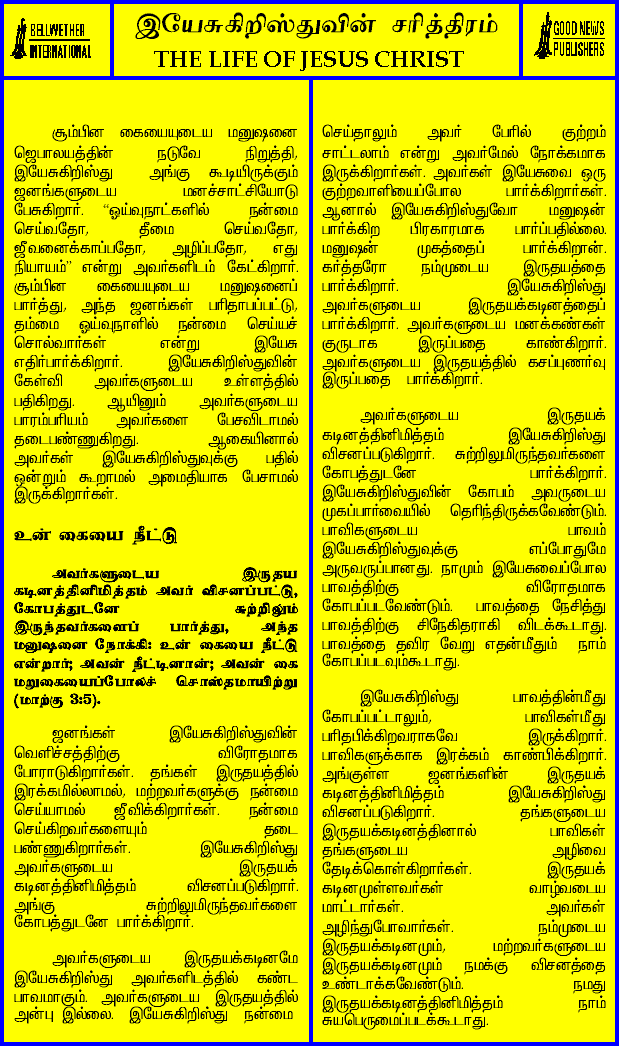 BELLWETHER
INTERNATIONAL
இயேசுகிறிஸ்துவின் சரித்திரம்
THE LIFE OF JESUS CHRIST
GOOD NEWS
PUBLISHERS
சூம்பின கையையுடைய மனுஷனை
ஜெபாலயத்தின் நடுவே நிறுத்தி,
இயேசுகிறிஸ்து அங்கு கூடியிருக்கும்
ஜனங்களுடைய மனச்சாட்சியோடு
பேசுகிறார். “ஓய்வுநாட்களில் நன்மை
செய்வதோ, தீமை செய்வதோ,
ஜீவனைக்காப்பதோ, அழிப்பதோ, எது
நியாயம்” என்று அவர்களிடம் கேட்கிறார்.
சூம்பின கையையுடைய மனுஷனைப்
பார்த்து, அந்த ஜனங்கள் பரிதாபப்பட்டு,
தம்மை ஓய்வுநாளில் நன்மை செய்யச்
சொல்வார்கள் என்று இயேசு
எதிர்பார்க்கிறார். இயேசுகிறிஸ்துவின்
கேள்வி அவர்களுடைய உள்ளத்தில்
பதிகிறது. ஆயினும் அவர்களுடைய
பாரம்பரியம் அவர்களை பேசவிடாமல்
தடைபண்ணுகிறது. ஆகையினால்
அவர்கள் இயேசுகிறிஸ்துவுக்கு பதில்
ஒன்றும் கூறாமல் அமைதியாக பேசாமல்
இருக்கிறார்கள்.
உன் கையை நீட்டு
அவர்களுடைய இருதய
கடினத்தினிமித்தம் அவர் விசனப்பட்டு,
கோபத்துடனே சுற்றிலும்
இருந்தவர்களைப் பார்த்து, அந்த
மனுஷனை நோக்கி: உன் கையை நீட்டு
என்றார்; அவன் நீட்டினான்; அவன் கை
மறுகையைப்போலச் சொஸ்தமாயிற்று
(மாற்கு 3:5).
ஜனங்கள் இயேசுகிறிஸ்துவின்
வெளிச்சத்திற்கு விரோதமாக
போராடுகிறார்கள். தங்கள் இருதயத்தில்
இரக்கமில்லாமல், மற்றவர்களுக்கு நன்மை
செய்யாமல் ஜீவிக்கிறார்கள். நன்மை
செய்கிறவர்களையும் தடை
பண்ணுகிறார்கள். இயேசுகிறிஸ்து
அவர்களுடைய இருதயக்
கடினத்தினிமித்தம் விசனப்படுகிறார்.
அங்கு சுற்றிலுமிருந்தவர்களை
கோபத்துடனே பார்க்கிறார்.
அவர்களுடைய இருதயக்கடினமே
இயேசுகிறிஸ்து அவர்களிடத்தில் கண்ட
பாவமாகும். அவர்களுடைய இருதயத்தில்
அன்பு இல்லை. இயேசுகிறிஸ்து நன்மை
செய்தாலும் அவர் பேரில் குற்றம்
சாட்டலாம் என்று அவர்மேல் நோக்கமாக
இருக்கிறார்கள். அவர்கள் இயேசுவை ஒரு
குற்றவாளியைப்போல பார்க்கிறார்கள்.
ஆனால் இயேசுகிறிஸ்துவோ மனுஷன்
பார்க்கிற பிரகாரமாக பார்ப்பதில்லை.
மனுஷன் முகத்தைப் பார்க்கிறான்.
கர்த்தரோ நம்முடைய இருதயத்தை
பார்க்கிறார். இயேசுகிறிஸ்து
அவர்களுடைய இருதயக்கடினத்தைப்
பார்க்கிறார். அவர்களுடைய மனக்கண்கள்
குருடாக இருப்பதை காண்கிறார்.
அவர்களுடைய இருதயத்தில் கசப்புணர்வு
இருப்பதை பார்க்கிறார்.
அவர்களுடைய இருதயக்
கடினத்தினிமித்தம் இயேசுகிறிஸ்து
விசனப்படுகிறார். சுற்றிலுமிருந்தவர்களை
கோபத்துடனே பார்க்கிறார்.
இயேசுகிறிஸ்துவின் கோபம் அவருடைய
முகப்பார்வையில் தெரிந்திருக்கவேண்டும்.
பாவிகளுடைய பாவம்
இயேசுகிறிஸ்துவுக்கு எப்போதுமே
அருவருப்பானது. நாமும் இயேசுவைப்போல
பாவத்திற்கு விரோதமாக
கோபப்படவேண்டும். பாவத்தை நேசித்து
பாவத்திற்கு சிநேகிதராகி விடக்கூடாது.
பாவத்தை தவிர வேறு எதன்மீதும் நாம்
கோபப்படவும்கூடாது.
இயேசுகிறிஸ்து பாவத்தின்மீது
கோபப்பட்டாலும், பாவிகள்மீது
பரிதபிக்கிறவராகவே இருக்கிறார்.
பாவிகளுக்காக இரக்கம் காண்பிக்கிறார்.
அங்குள்ள ஜனங்களின் இருதயக்
கடினத்தினிமித்தம் இயேசுகிறிஸ்து
விசனப்படுகிறார். தங்களுடைய
இருதயக்கடினத்தினால் பாவிகள்
தங்களுடைய அழிவை
தேடிக்கொள்கிறார்கள். இருதயக்
கடினமுள்ளவர்கள் வாழ்வடைய
மாட்டார்கள். அவர்கள்
அழிந்துபோவார்கள். நம்முடைய
இருதயக்கடினமும், மற்றவர்களுடைய
இருதயக்கடினமும் நமக்கு விசனத்தை
உண்டாக்கவேண்டும். நமது
இருதயக்கடினத்தினிமித்தம் நாம்
சுயபெருமைப்படக்கூடாது.